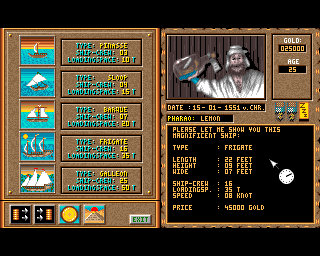 TYPE: PINASSE
SHIP-CREW: 03
LOADINGSPACE: 10 T
TYPE: SLOOP
SHIP-CREW: 04
LOADINGSPACE: 15 T
TYPE: BARQUE
SHIP-CREW: 07
LOADINGSPACE: 20 T
TYPE: FRIGATE
SHIP-CREW: 16
LOADINGSPACE: 35 T
TYPE: GALLEON
SHIP-CREW: 25
LOADINGSPACE: 50 T
EXIT
GOLD:
025000
AGE
25
DATE : 15 - 01 - 1551 v.CHR.
PHARAO: LEMON
PLEASE LET ME SHOW YOU THIS
MAGNIFICENT SHIP:
TYPE : FRIGATE
LENGTH : 22 FEET
HEIGHT : 09 FEET
WIDE : 07 FEET
SHIP-CREW : 16
LOADINGSP. : 35 T
SPEED : 08 KNOT
PRICE : 45000 GOLD